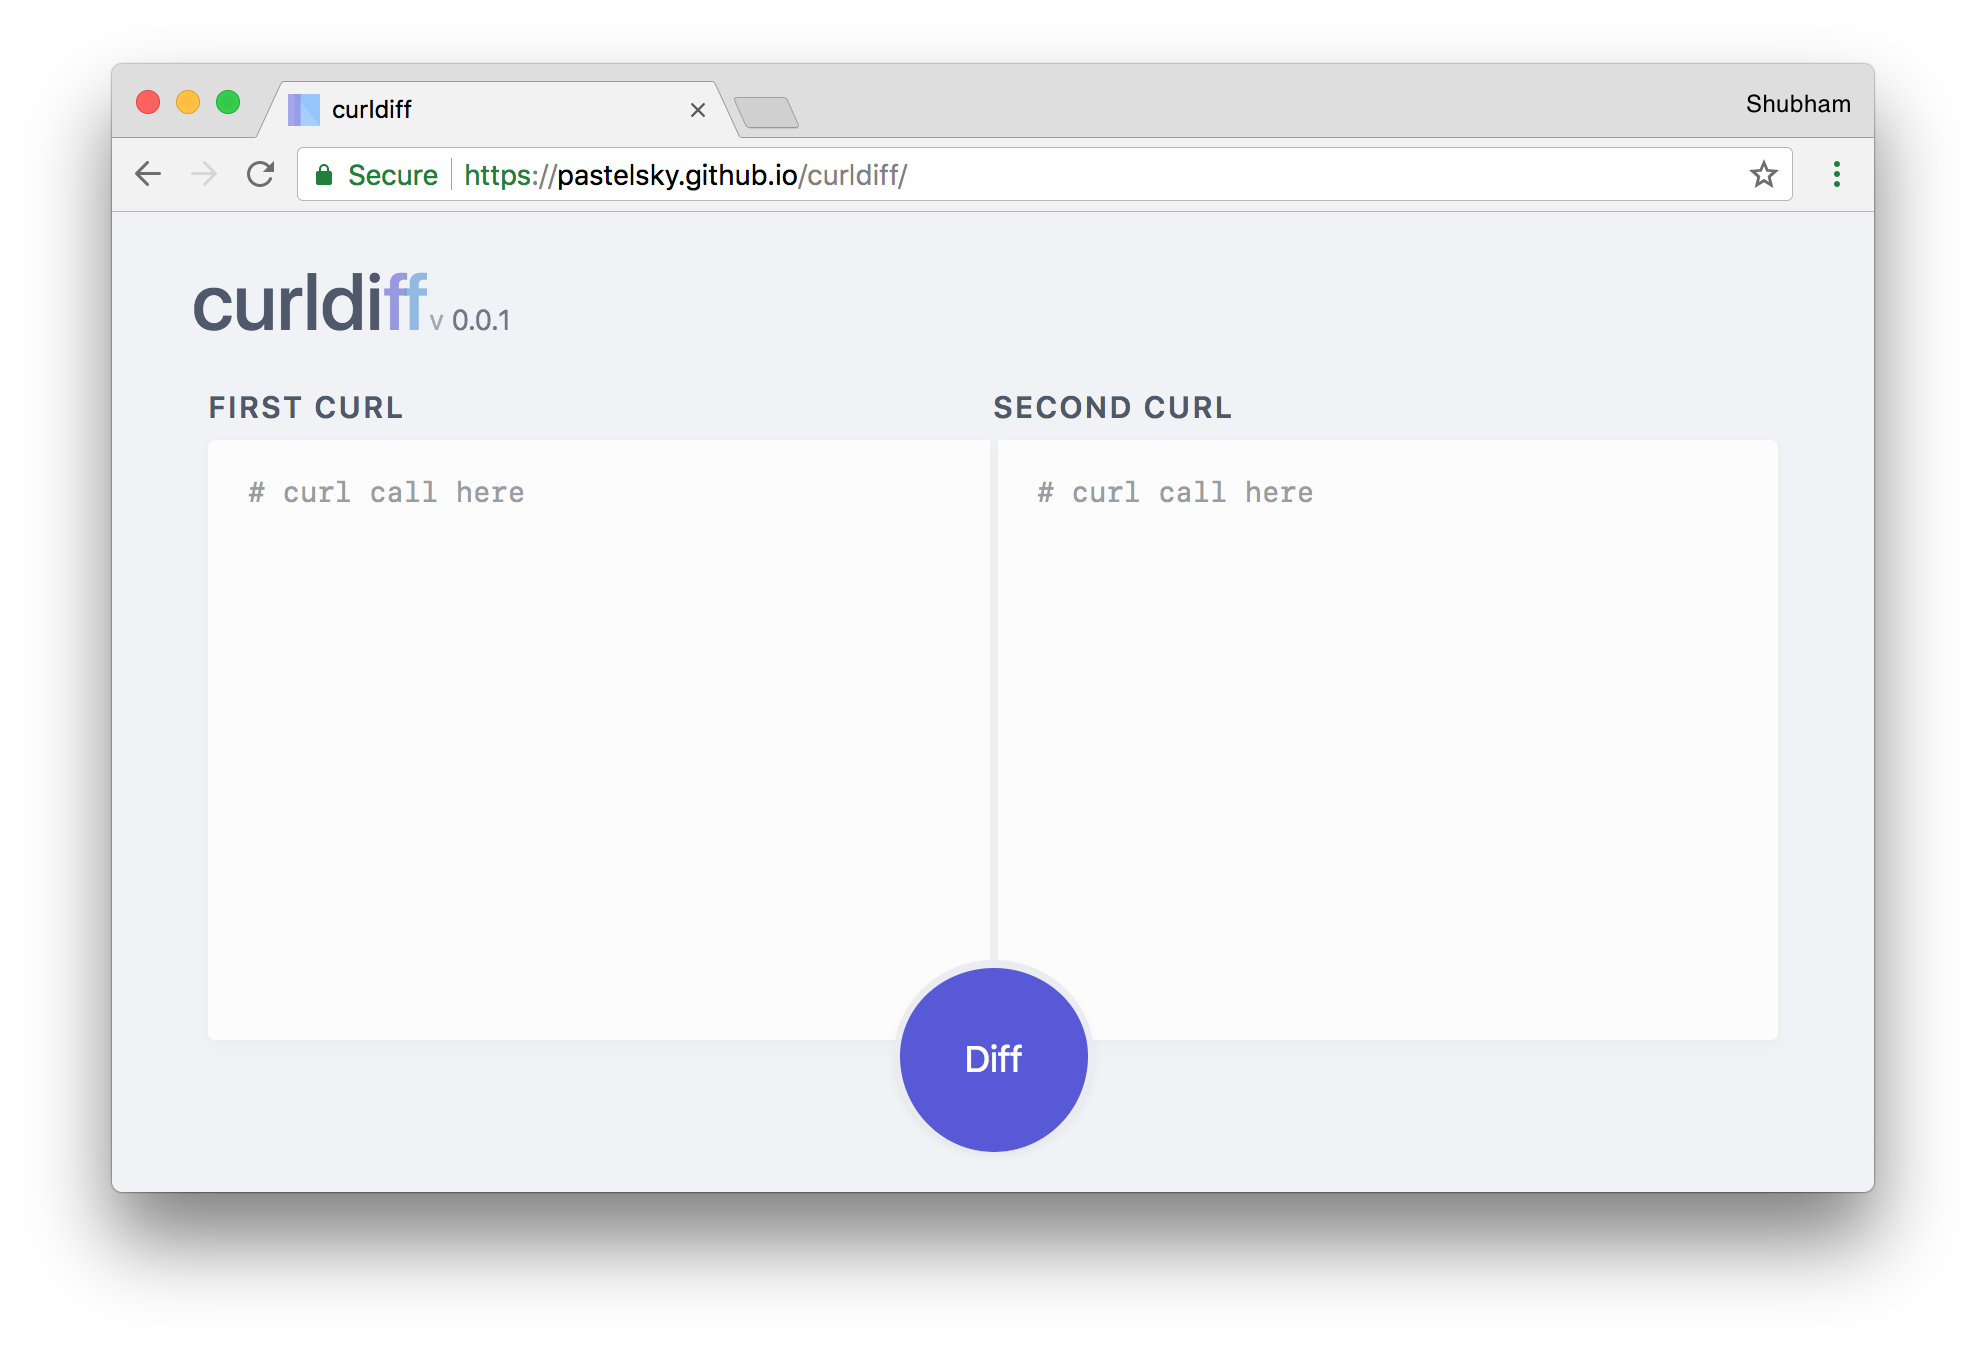 curldiff
Shubham
Secure https://pastelsky.github.io/curldiff/
curldiff v 0.0.1
FIRST CURL
SECOND CURL
# curl call here
# curl call here
Diff